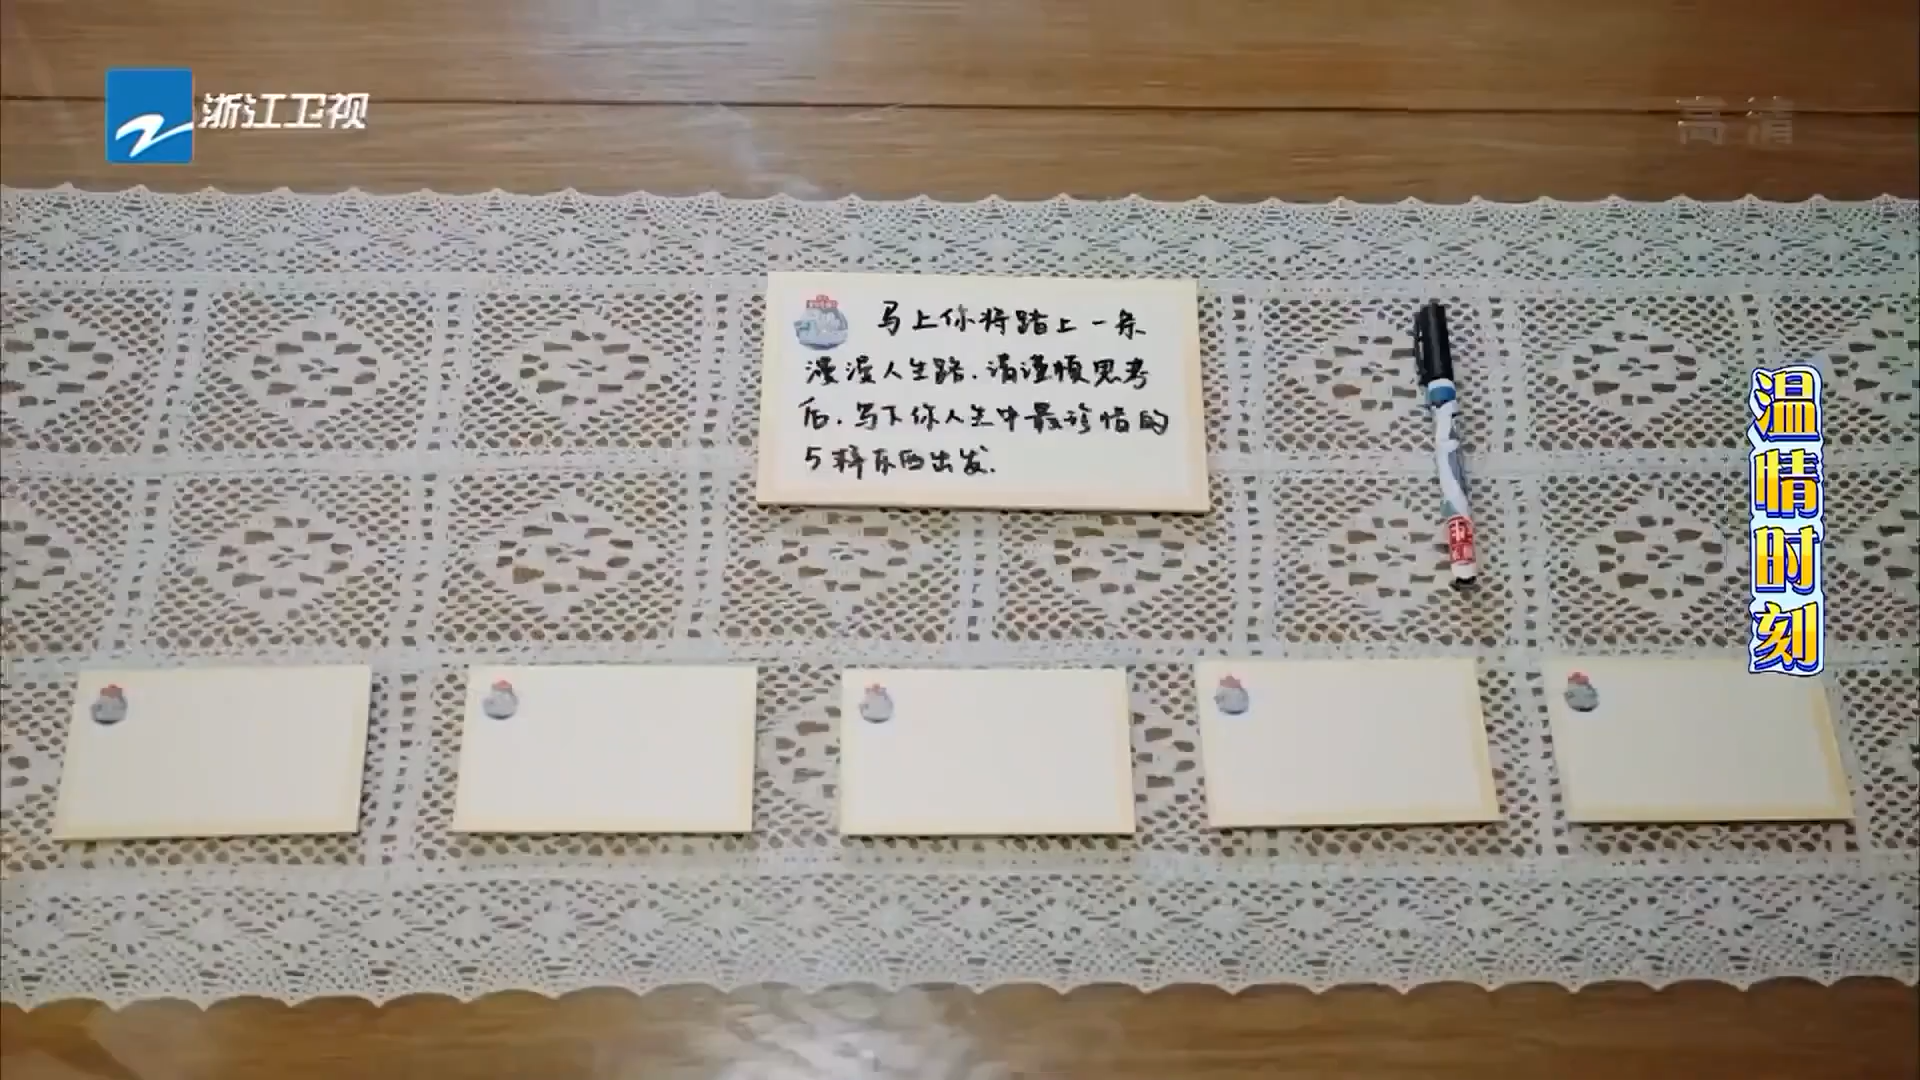 浙江卫视
高清
马上你将踏上一条
漫漫人生路,请谨慎思考
后,写下你人生中最珍惜的
5样东西出发.
温情时刻